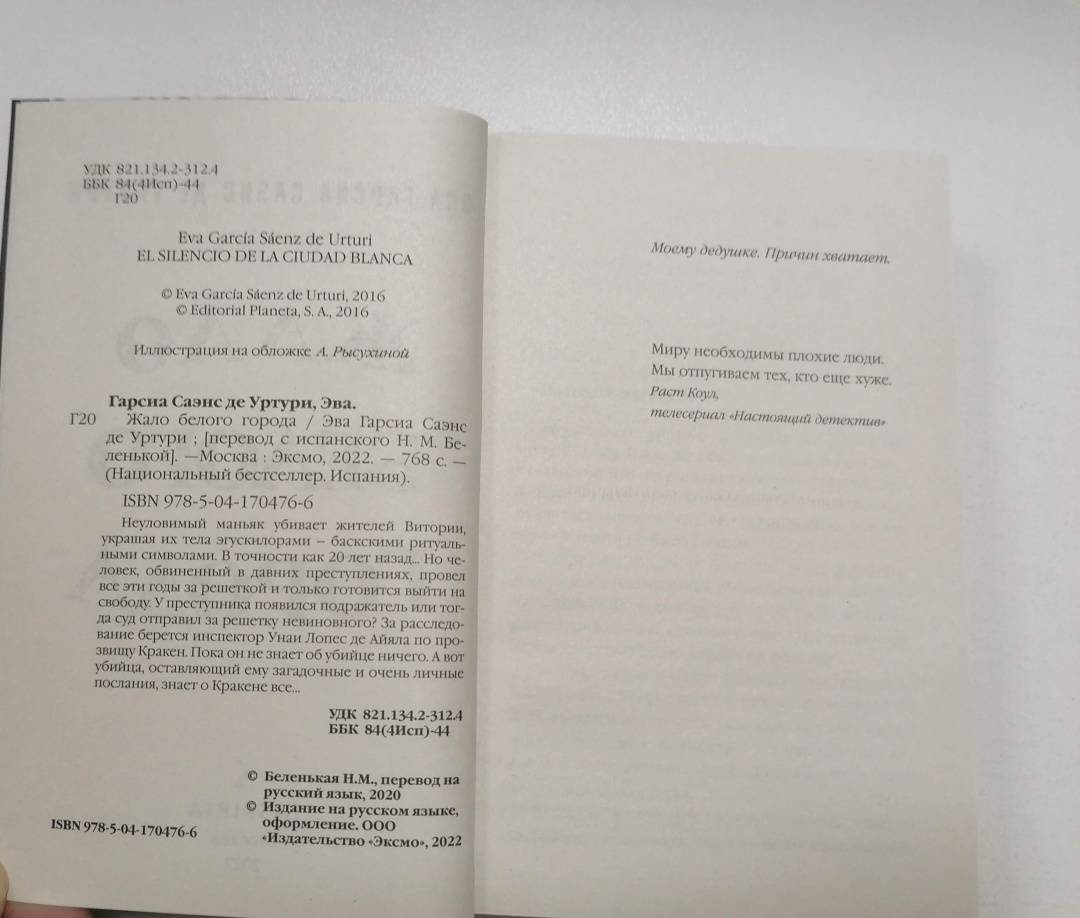 УДК 821.134.2-312.4
ББК 84(4Исп)-44
Г20
Eva García Sáenz de Urturi
EL SILENCIO DE LA CIUDAD BLANCA
© Eva García Sáenz de Urturi, 2016
© Editorial Planeta, S. A., 2016
Иллюстрация на обложке А. Рысухиной
Гарсиа Саэнс де Уртури, Эва.
Г20 Жало белого города / Эва Гарсиа Саэнс
де Уртури ; [перевод с испанского Н. М. Бе-
ленькой]. —Москва : Эксмо, 2022. — 768 с. —
(Национальный бестселлер. Испания).
ISBN 978-5-04-170476-6
Неуловимый маньяк убивает жителей Витории,
украшая их тела эгускилорами – баскскими ритуаль-
ными символами. В точности как 20 лет назад... Но че-
ловек, обвиненный в давних преступлениях, провел
все эти годы за решеткой и только готовится выйти на
свободу. У преступника появился подражатель или тог-
да суд отправил за решетку невиновного? За расследо-
вание берется инспектор Унаи Лопес де Айяла по про-
звищу Кракен. Пока он не знает об убийце ничего. А вот
убийца, оставляющий ему загадочные и очень личные
послания, знает о Кракене все...
УДК 821.134.2-312.4
ББК 84(4Исп)-44
© Беленькая Н.М., перевод на
русский язык, 2020
© Издание на русском языке,
оформление. ООО
«Издательство «Эксмо», 2022
ISBN 978-5-04-170476-6
Моему дедушке. Причин хватает.
Миру необходимы плохие люди.
Мы отпугиваем тех, кто еще хуже.
Раст Коул,
телесериал «Настоящий детектив»